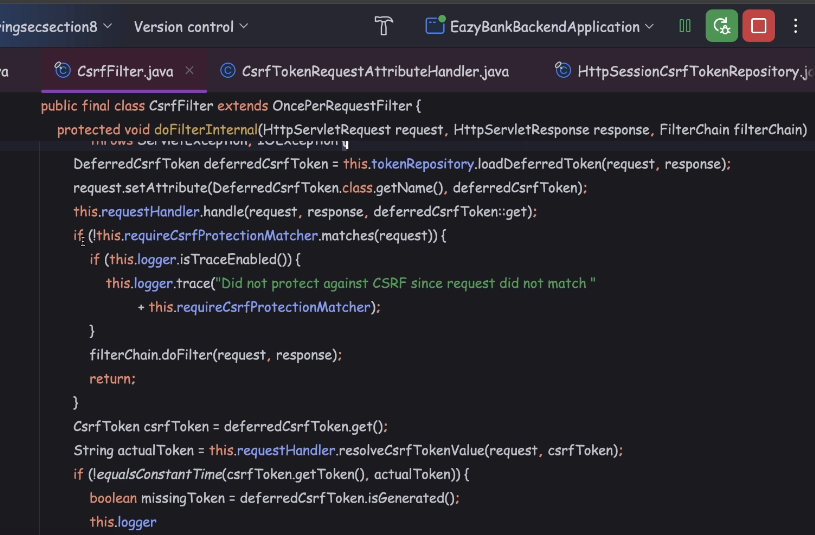 ingsecsection8 Version control EazyBankBackendApplication
va CsrfFilter.java CsrfTokenRequestAttributeHandler.java HttpSessionCsrfTokenRepository.ja
public final class CsrfFilter extends OncePerRequestFilter {
protected void doFilterInternal(HttpServletRequest request, HttpServletResponse response, FilterChain filterChain)
throws ServletException, IOException {
DeferredCsrfToken deferredCsrfToken = this.tokenRepository.loadDeferredToken(request, response);
request.setAttribute(DeferredCsrfToken.class.getName(), deferredCsrfToken);
this.requestHandler.handle(request, response, deferredCsrfToken::get);
if (!this.requireCsrfProtectionMatcher.matches(request)) {
if (this.logger.isTraceEnabled()) {
this.logger.trace("Did not protect against CSRF since request did not match "
+ this.requireCsrfProtectionMatcher);
}
filterChain.doFilter(request, response);
return;
}
CsrfToken csrfToken = deferredCsrfToken.get();
String actualToken = this.requestHandler.resolveCsrfTokenValue(request, csrfToken);
if (!equalsConstantTime(csrfToken.getToken(), actualToken)) {
boolean missingToken = deferredCsrfToken.isGenerated();
this.logger